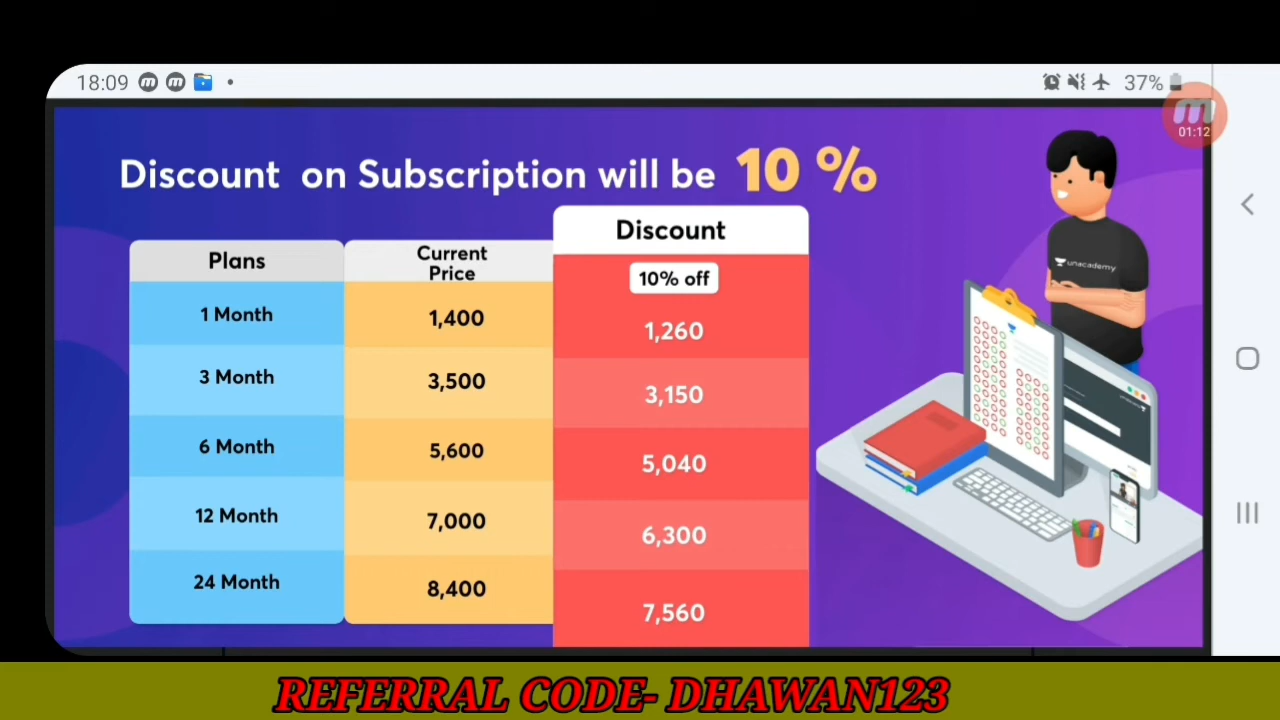 18:09
37%
01:12
Discount on Subscription will be 10 %
Plans
Current
Price
Discount
10% off
1 Month
1,400
1,260
3 Month
3,500
3,150
6 Month
5,600
5,040
12 Month
7,000
6,300
24 Month
8,400
7,560
unacademy
REFERRAL CODE- DHAWAN123